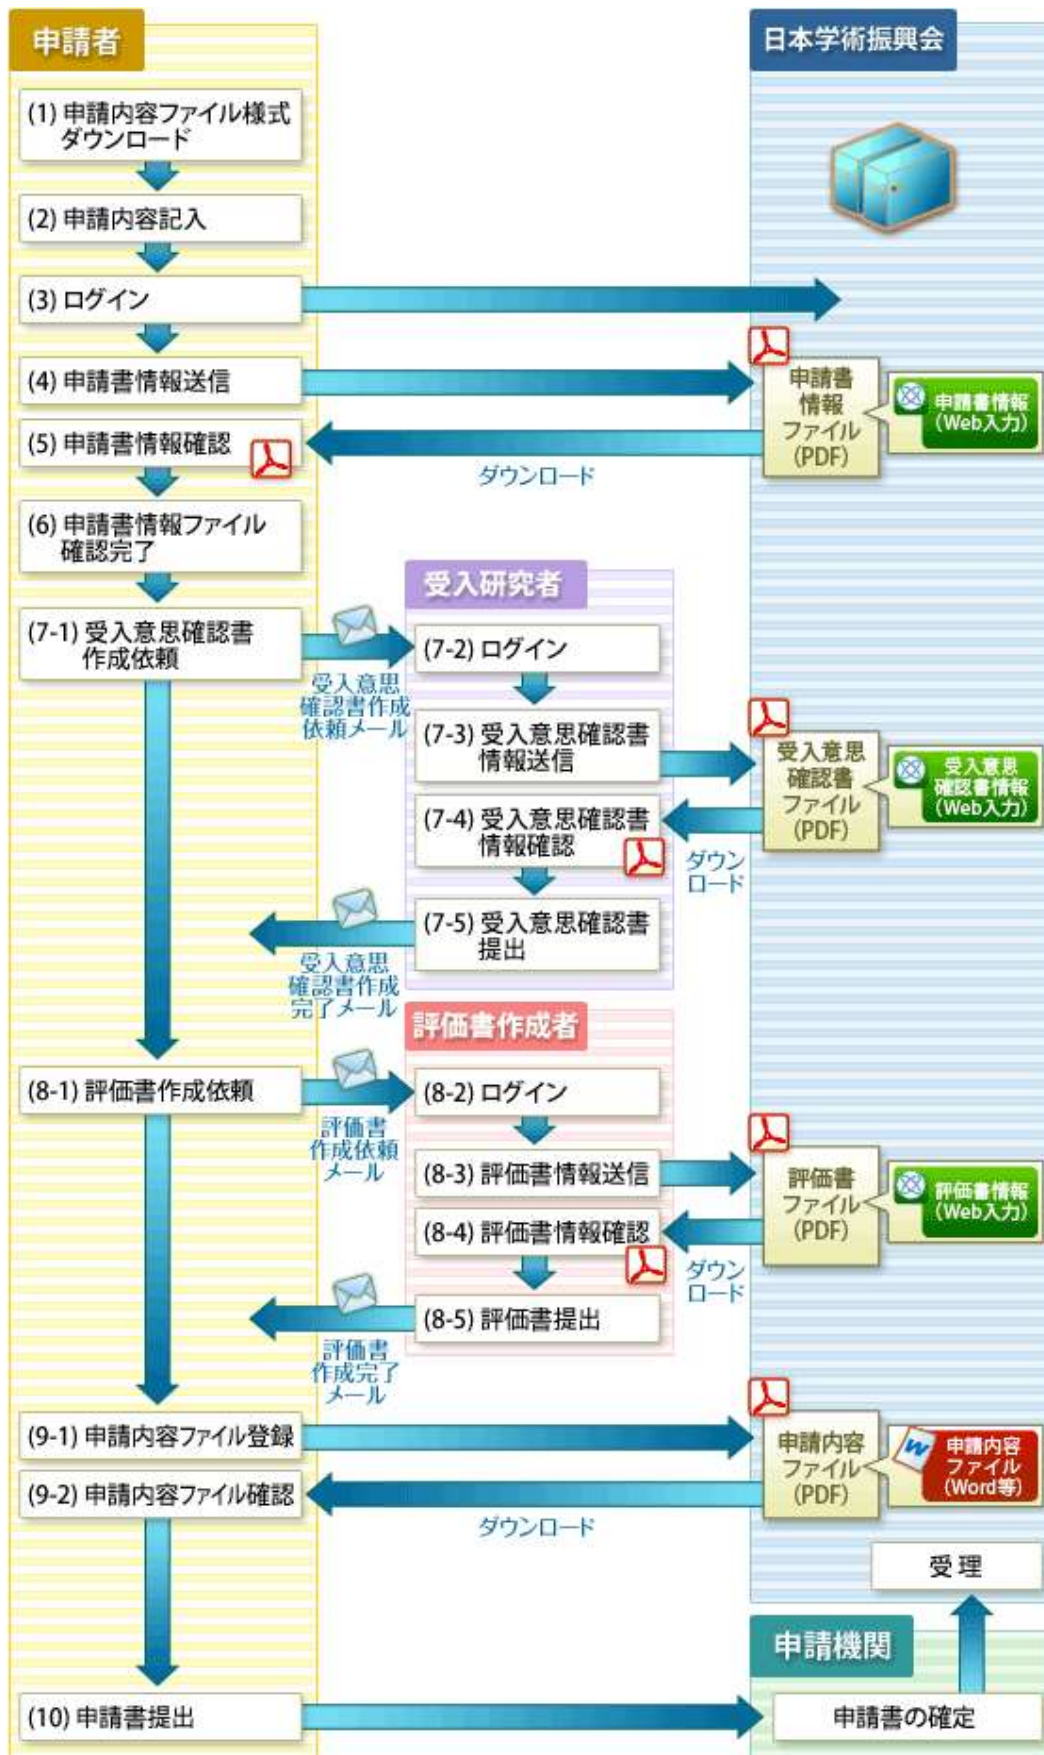 申請者
日本学術振興会
(1) 申請内容ファイル様式
ダウンロード
(2) 申請内容記入
(3) ログイン
(4) 申請書情報送信
申請書
情報
ファイル
(PDF)
申請書情報
(Web入力)
(5) 申請書情報確認
ダウンロード
(6) 申請書情報ファイル
確認完了
受入研究者
(7-1) 受入意思確認書
作成依頼
受入意思
確認書作成
依頼メール
(7-2) ログイン
(7-3) 受入意思確認書
情報送信
受入意思
確認書
ファイル
(PDF)
受入意思
確認書情報
(Web入力)
(7-4) 受入意思確認書
情報確認
ダウン
ロード
(7-5) 受入意思確認書
提出
受入意思
確認書作成
完了メール
評価書作成者
(8-1) 評価書作成依頼
評価書
作成依頼
メール
(8-2) ログイン
(8-3) 評価書情報送信
評価書
ファイル
(PDF)
評価書情報
(Web入力)
(8-4) 評価書情報確認
ダウン
ロード
(8-5) 評価書提出
評価書
作成完了
メール
(9-1) 申請内容ファイル登録
申請内容
ファイル
(PDF)
W
申請内容
ファイル
(Word等)
(9-2) 申請内容ファイル確認
ダウンロード
受理
申請機関
(10) 申請書提出
申請書の確定